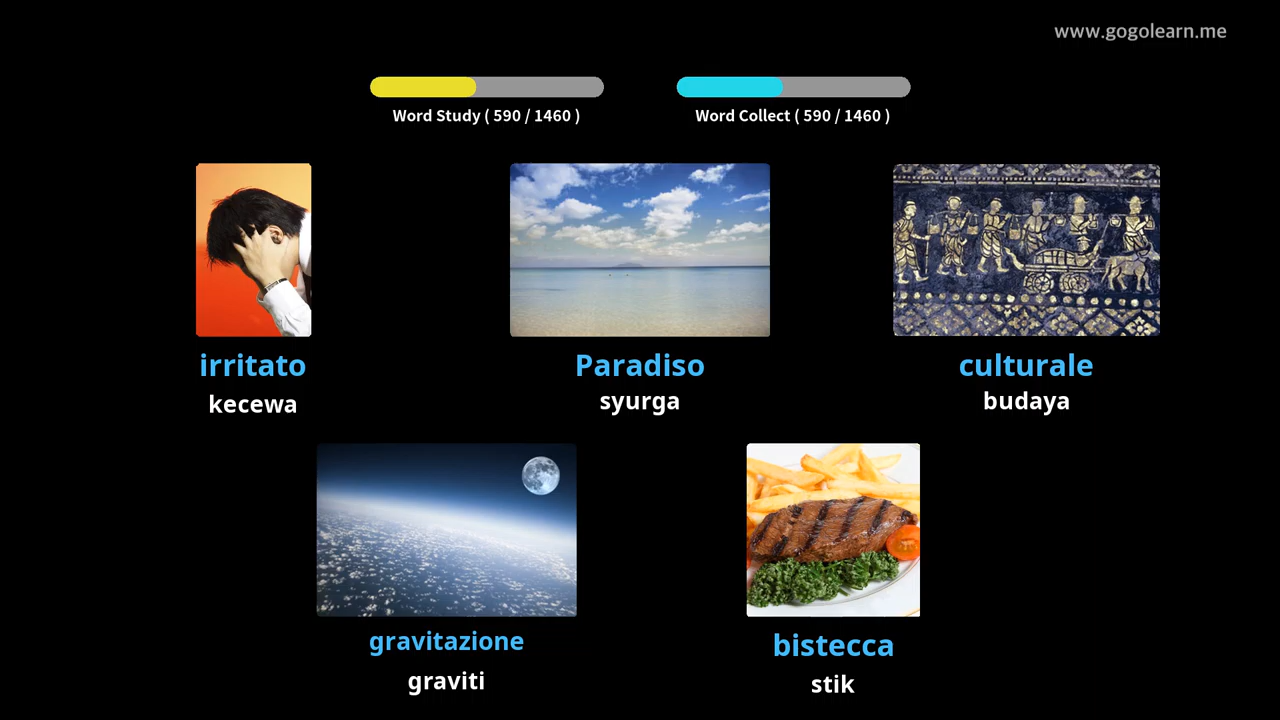 www.gogolearn.me
Word Study ( 590 / 1460 )
Word Collect ( 590 / 1460 )
irritato
kecewa
Paradiso
syurga
culturale
budaya
gravitazione
graviti
bistecca
stik